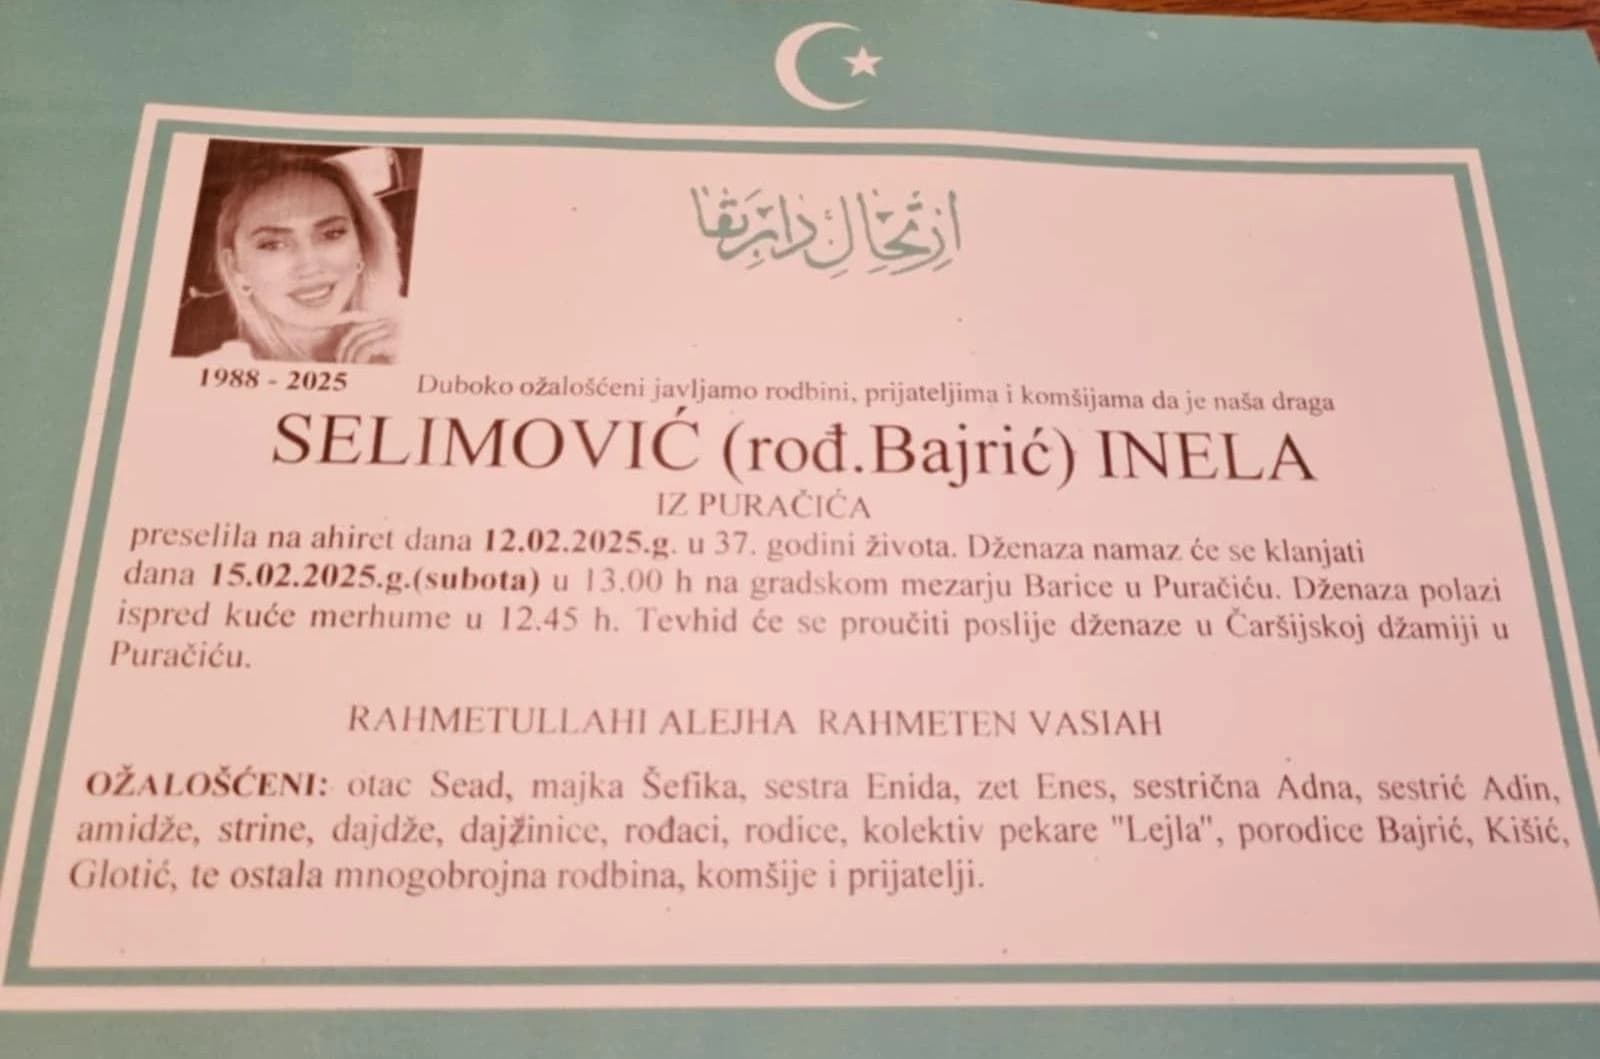 ارتحال دار بقا
1988 - 2025
Duboko ožalošćeni javljamo rodbini, prijateljima i komšijama da je naša draga
SELIMOVIĆ (rođ.Bajrić) INELA
IZ PURAČIĆA
preselila na ahiret dana 12.02.2025.g. u 37. godini života. Dženaza namaz će se klanjati
dana 15.02.2025.g.(subota) u 13.00 h na gradskom mezarju Barice u Puračiću. Dženaza polazi
ispred kuće merhume u 12.45 h. Tevhid će se proučiti poslije dženaze u Čaršijskoj džamiji u
Puračiću.
RAHMETULLAHI ALEJHA RAHMETEN VASIAH
OŽALOŠĆENI: otac Sead, majka Šefika, sestra Enida, zet Enes, sestrična Adna, sestrić Adin,
amidže, strine, dajdže, dajžinice, rođaci, rodice, kolektiv pekare "Lejla", porodice Bajrić, Kišić,
Glotić, te ostala mnogobrojna rodbina, komšije i prijatelji.